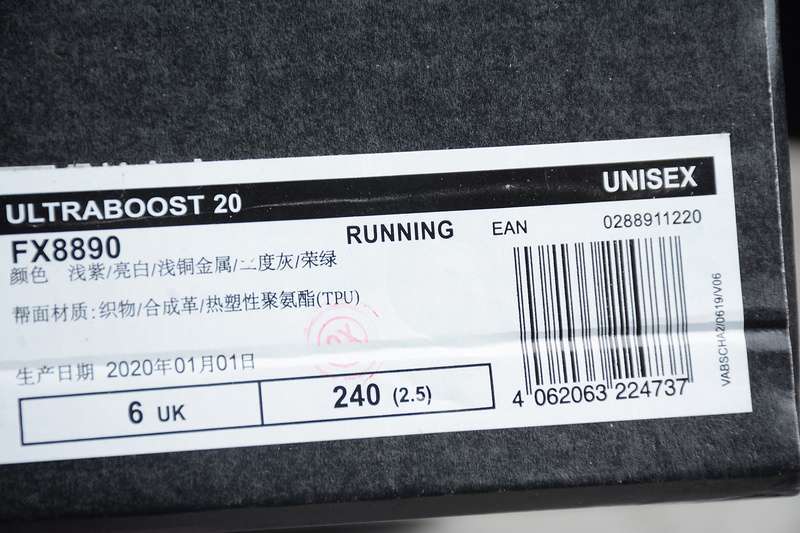 ULTRABOOST 20 UNISEX
FX8890 RUNNING EAN 0288911220
颜色 浅紫/亮白/浅铜金属/二度灰/荣绿
帮面材质:织物/合成革/热塑性聚氨酯(TPU)
生产日期 2020年01月01日
6 UK 240 (2.5)
4 062063 224737
VABSCHA2/0619/V06